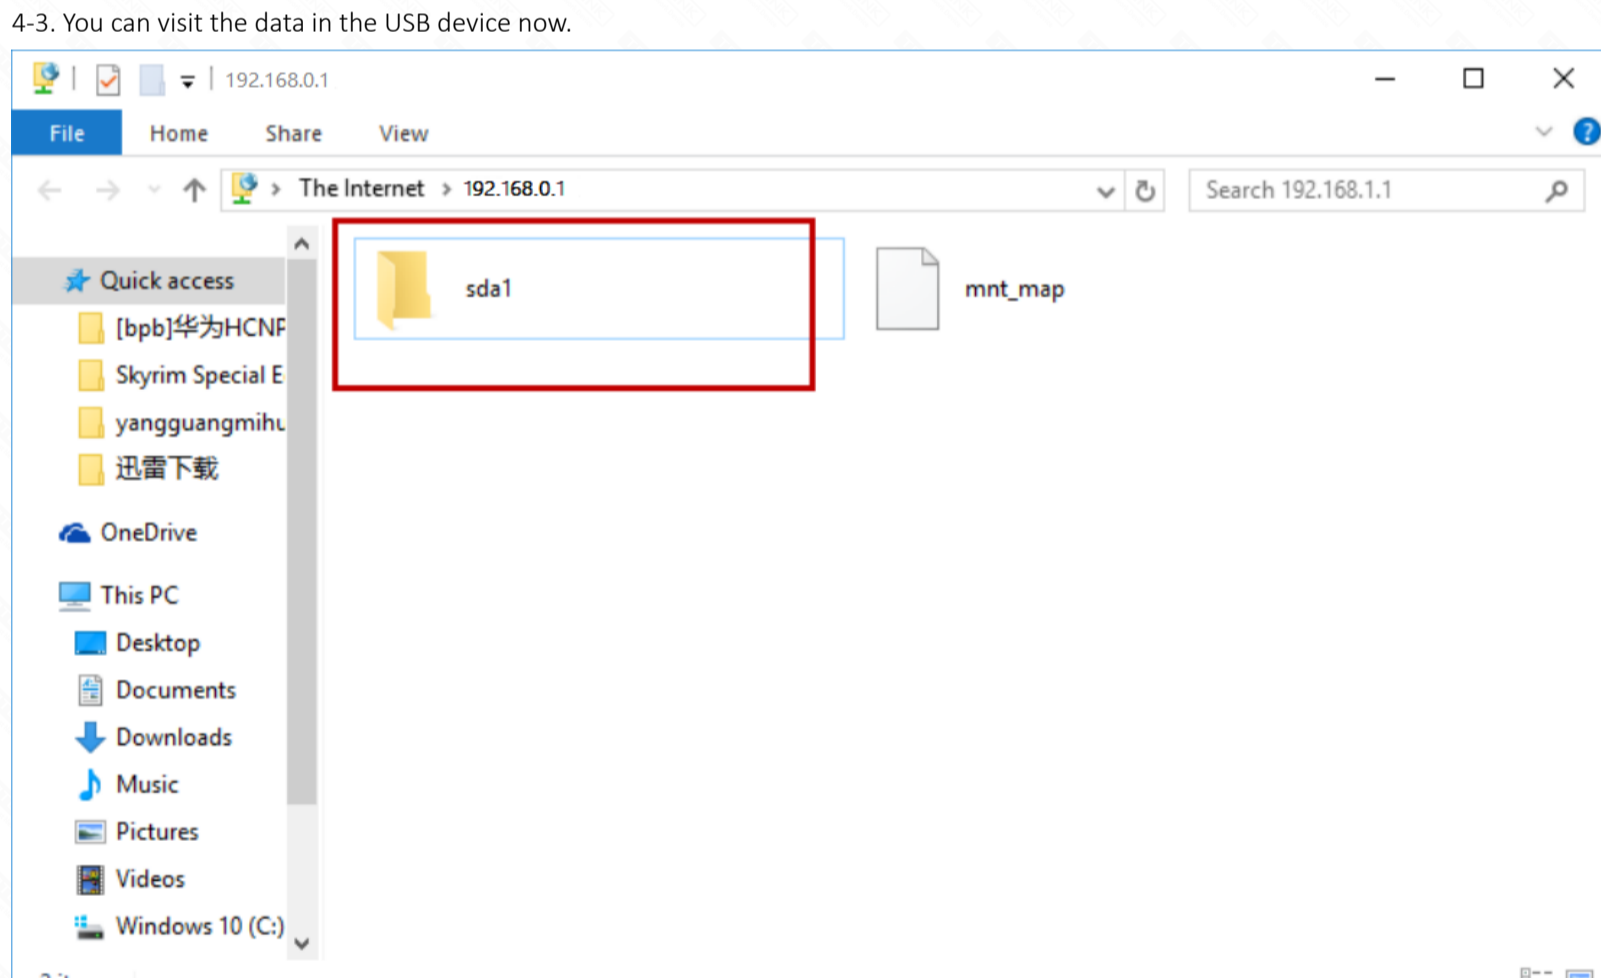 4-3. You can visit the data in the USB device now.
192.168.0.1
File Home Share View
The Internet 192.168.0.1
Search 192.168.1.1
Quick access
[bpb]华为HCNP
Skyrim Special E
yangguangmihu
迅雷下载
OneDrive
This PC
Desktop
Documents
Downloads
Music
Pictures
Videos
Windows 10 (C:)
sda1
mnt_map